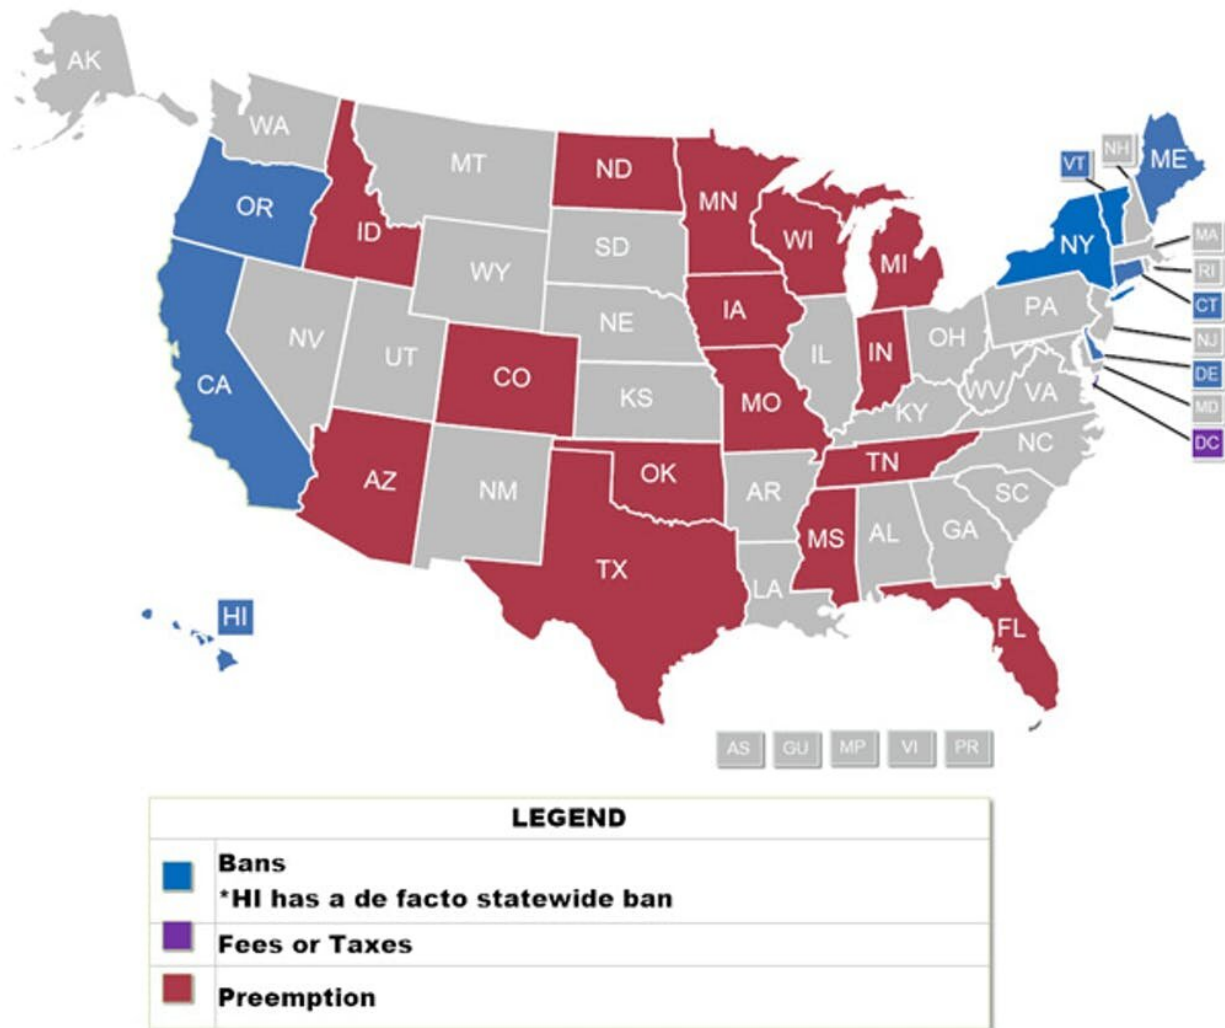 AK
WA
MT
ND
MN
VT
NH
ME
OR
ID
SD
WI
MI
NY
MA
RI
CT
WY
IA
PA
NJ
NE
NV
UT
CO
IL
IN
OH
DE
CA
KS
MO
WV
VA
MD
KY
DC
AZ
NM
OK
AR
TN
NC
SC
MS
AL
GA
TX
LA
HI
FL
AS
GU
MP
VI
PR
LEGEND
Bans
*HI has a de facto statewide ban
Fees or Taxes
Preemption